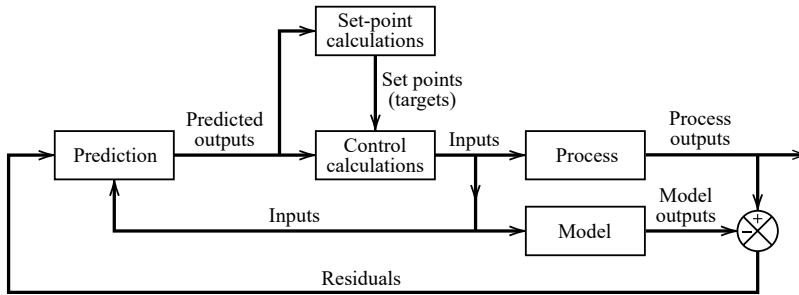 Set-point
calculations
Set points
(targets)
Predicted
outputs
Process
outputs
Prediction
Control
calculations
Inputs
Process
Model
outputs
Inputs
Model
+
−
Residuals